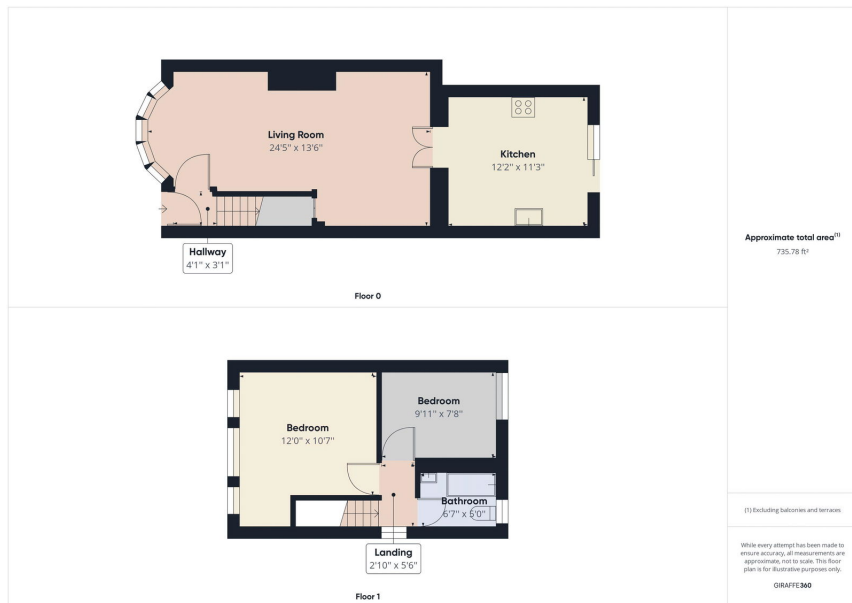 Living Room
24'5" x 13'6"
Kitchen
12'2" x 11'3"
Hallway
4'1" x 3'1"
Floor 0
Bedroom
12'0" x 10'7"
Bedroom
9'11" x 7'8"
Bathroom
6'7" x 5'0"
Landing
2'10" x 5'6"
Floor 1
Approximate total area(1)
735.78 ft²
(1) Excluding balconies and terraces
While every attempt has been made to
ensure accuracy, all measurements are
approximate, not to scale. This floor
plan is for illustrative purposes only.
GIRAFFE360